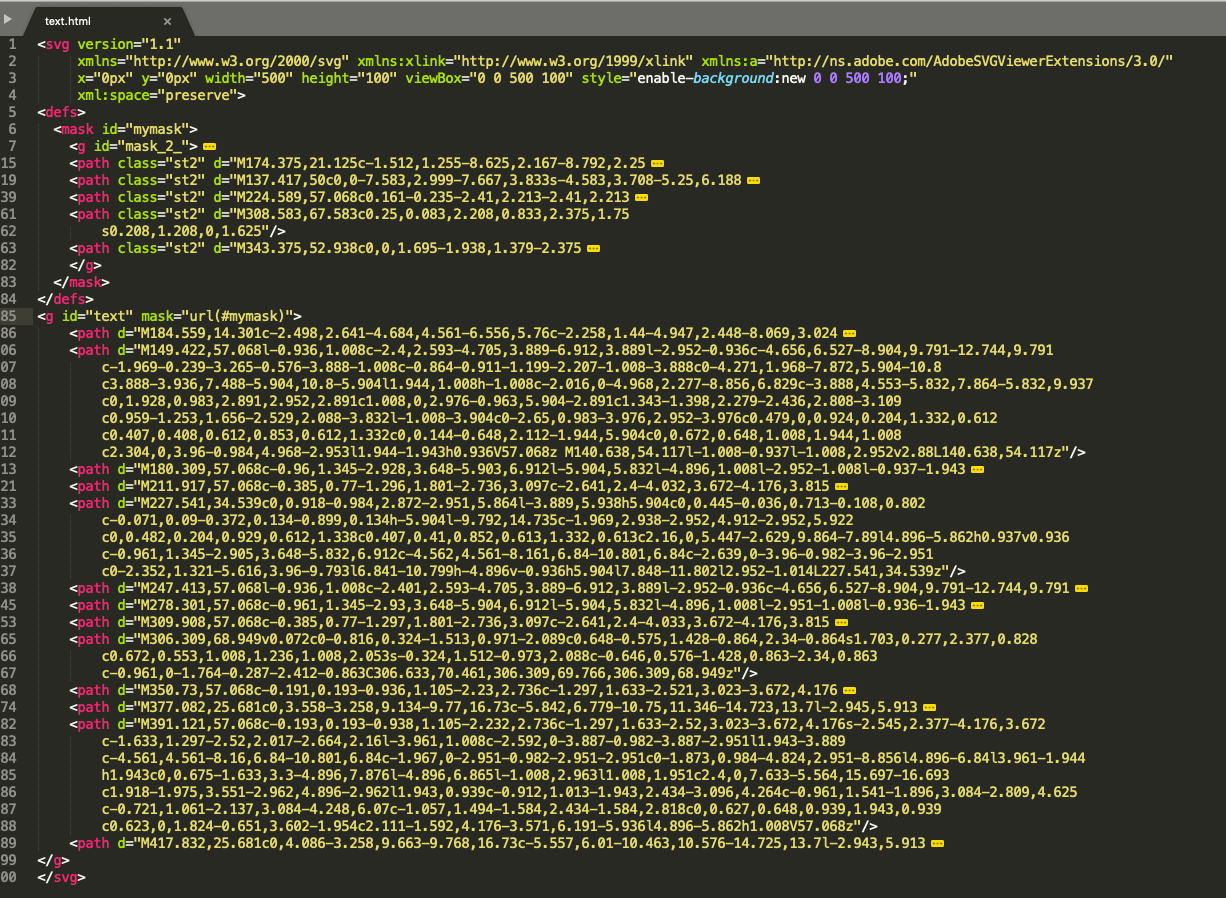 text.html ×
1 <svg version="1.1"
2 xmlns="http://www.w3.org/2000/svg" xmlns:xlink="http://www.w3.org/1999/xlink" xmlns:a="http://ns.adobe.com/AdobeSVGViewerExtensions/3.0/"
3 x="0px" y="0px" width="500" height="100" viewBox="0 0 500 100" style="enable-background:new 0 0 500 100;"
4 xml:space="preserve">
5 <defs>
6 <mask id="mymask">
7 <g id="mask_2_">
15 <path class="st2" d="M174.375,21.125c-1.512,1.255-8.625,2.167-8.792,2.25
19 <path class="st2" d="M137.417,50c0,0-7.583,2.999-7.667,3.833s-4.583,3.708-5.25,6.188
39 <path class="st2" d="M224.589,57.068c0.161-0.235-2.41,2.213-2.41,2.213
61 <path class="st2" d="M308.583,67.583c0.25,0.083,2.208,0.833,2.375,1.75
62 s0.208,1.208,0,1.625"/>
63 <path class="st2" d="M343.375,52.938c0,0,1.695-1.938,1.379-2.375
82 </g>
83 </mask>
84 </defs>
85 <g id="text" mask="url(#mymask)">
86 <path d="M184.559,14.301c-2.498,2.641-4.684,4.561-6.556,5.76c-2.258,1.44-4.947,2.448-8.069,3.024
06 <path d="M149.422,57.068l-0.936,1.008c-2.4,2.593-4.705,3.889-6.912,3.889l-2.952-0.936c-4.656,6.527-8.904,9.791-12.744,9.791
07 c-1.969-0.239-3.265-0.576-3.888-1.008c-0.864-0.911-1.199-2.207-1.008-3.888c0-4.271,1.968-7.872,5.904-10.8
08 c3.888-3.936,7.488-5.904,10.8-5.904l1.944,1.008h-1.008c-2.016,0-4.968,2.277-8.856,6.829c-3.888,4.553-5.832,7.864-5.832,9.937
09 c0,1.928,0.983,2.891,2.952,2.891c1.008,0,2.976-0.963,5.904-2.891c1.343-1.398,2.279-2.436,2.808-3.109
10 c0.959-1.253,1.656-2.529,2.088-3.832l-1.008-3.904c0-2.65,0.983-3.976,2.952-3.976c0.479,0,0.924,0.204,1.332,0.612
11 c0.407,0.408,0.612,0.853,0.612,1.332c0,0.144-0.648,2.112-1.944,5.904c0,0.672,0.648,1.008,1.944,1.008
12 c2.304,0,3.96-0.984,4.968-2.953l1.944-1.943h0.936V57.068z M140.638,54.117l-1.008-0.937l-1.008,2.952v2.88L140.638,54.117z"/>
13 <path d="M180.309,57.068c-0.96,1.345-2.928,3.648-5.903,6.912l-5.904,5.832l-4.896,1.008l-2.952-1.008l-0.937-1.943
21 <path d="M211.917,57.068c-0.385,0.77-1.296,1.801-2.736,3.097c-2.641,2.4-4.032,3.672-4.176,3.815
33 <path d="M227.541,34.539c0,0.918-0.984,2.872-2.951,5.864l-3.889,5.938h5.904c0,0.445-0.036,0.713-0.108,0.802
34 c-0.071,0.09-0.372,0.134-0.899,0.134h-5.904l-9.792,14.735c-1.969,2.938-2.952,4.912-2.952,5.922
35 c0,0.482,0.204,0.929,0.612,1.338c0.407,0.41,0.852,0.613,1.332,0.613c2.16,0,5.447-2.629,9.864-7.89l4.896-5.862h0.937v0.936
36 c-0.961,1.345-2.905,3.648-5.832,6.912c-4.562,4.561-8.161,6.84-10.801,6.84c-2.639,0-3.96-0.982-3.96-2.951
37 c0-2.352,1.321-5.616,3.96-9.793l6.841-10.799h-4.896v-0.936h5.904l7.848-11.802l2.952-1.014L227.541,34.539z"/>
38 <path d="M247.413,57.068l-0.936,1.008c-2.401,2.593-4.705,3.889-6.912,3.889l-2.952-0.936c-4.656,6.527-8.904,9.791-12.744,9.791
45 <path d="M278.301,57.068c-0.961,1.345-2.93,3.648-5.904,6.912l-5.904,5.832l-4.896,1.008l-2.951-1.008l-0.936-1.943
53 <path d="M309.908,57.068c-0.385,0.77-1.297,1.801-2.736,3.097c-2.641,2.4-4.033,3.672-4.176,3.815
65 <path d="M306.309,68.949v0.072c0-0.816,0.324-1.513,0.971-2.089c0.648-0.575,1.428-0.864,2.34-0.864s1.703,0.277,2.377,0.828
66 c0.672,0.553,1.008,1.236,1.008,2.053s-0.324,1.512-0.973,2.088c-0.646,0.576-1.428,0.863-2.34,0.863
67 c-0.961,0-1.764-0.287-2.412-0.863C306.633,70.461,306.309,69.766,306.309,68.949z"/>
68 <path d="M350.73,57.068c-0.191,0.193-0.936,1.105-2.23,2.736c-1.297,1.633-2.521,3.023-3.672,4.176
74 <path d="M377.082,25.681c0,3.558-3.258,9.134-9.77,16.73c-5.842,6.779-10.75,11.346-14.723,13.7l-2.945,5.913
82 <path d="M391.121,57.068c-0.193,0.193-0.938,1.105-2.232,2.736c-1.297,1.633-2.52,3.023-3.672,4.176s-2.545,2.377-4.176,3.672
83 c-1.633,1.297-2.52,2.017-2.664,2.16l-3.961,1.008c-2.592,0-3.887-0.982-3.887-2.951l1.943-3.889
84 c-4.561,4.561-8.16,6.84-10.801,6.84c-1.967,0-2.951-0.982-2.951-2.951c0-1.873,0.984-4.824,2.951-8.856l4.896-6.84l3.961-1.944
85 h1.943c0,0.675-1.633,3.3-4.896,7.876l-4.896,6.865l-1.008,2.963l1.008,1.951c2.4,0,7.633-5.564,15.697-16.693
86 c1.918-1.975,3.551-2.962,4.896-2.962l1.943,0.939c-0.912,1.013-1.943,2.434-3.096,4.264c-0.961,1.541-1.896,3.084-2.809,4.625
87 c-0.721,1.061-2.137,3.084-4.248,6.07c-1.057,1.494-1.584,2.434-1.584,2.818c0,0.627,0.648,0.939,1.943,0.939
88 c0.623,0,1.824-0.651,3.602-1.954c2.111-1.592,4.176-3.571,6.191-5.936l4.896-5.862h1.008V57.068z"/>
89 <path d="M417.832,25.681c0,4.086-3.258,9.663-9.768,16.73c-5.557,6.01-10.463,10.576-14.725,13.7l-2.943,5.913
99 </g>
00 </svg>